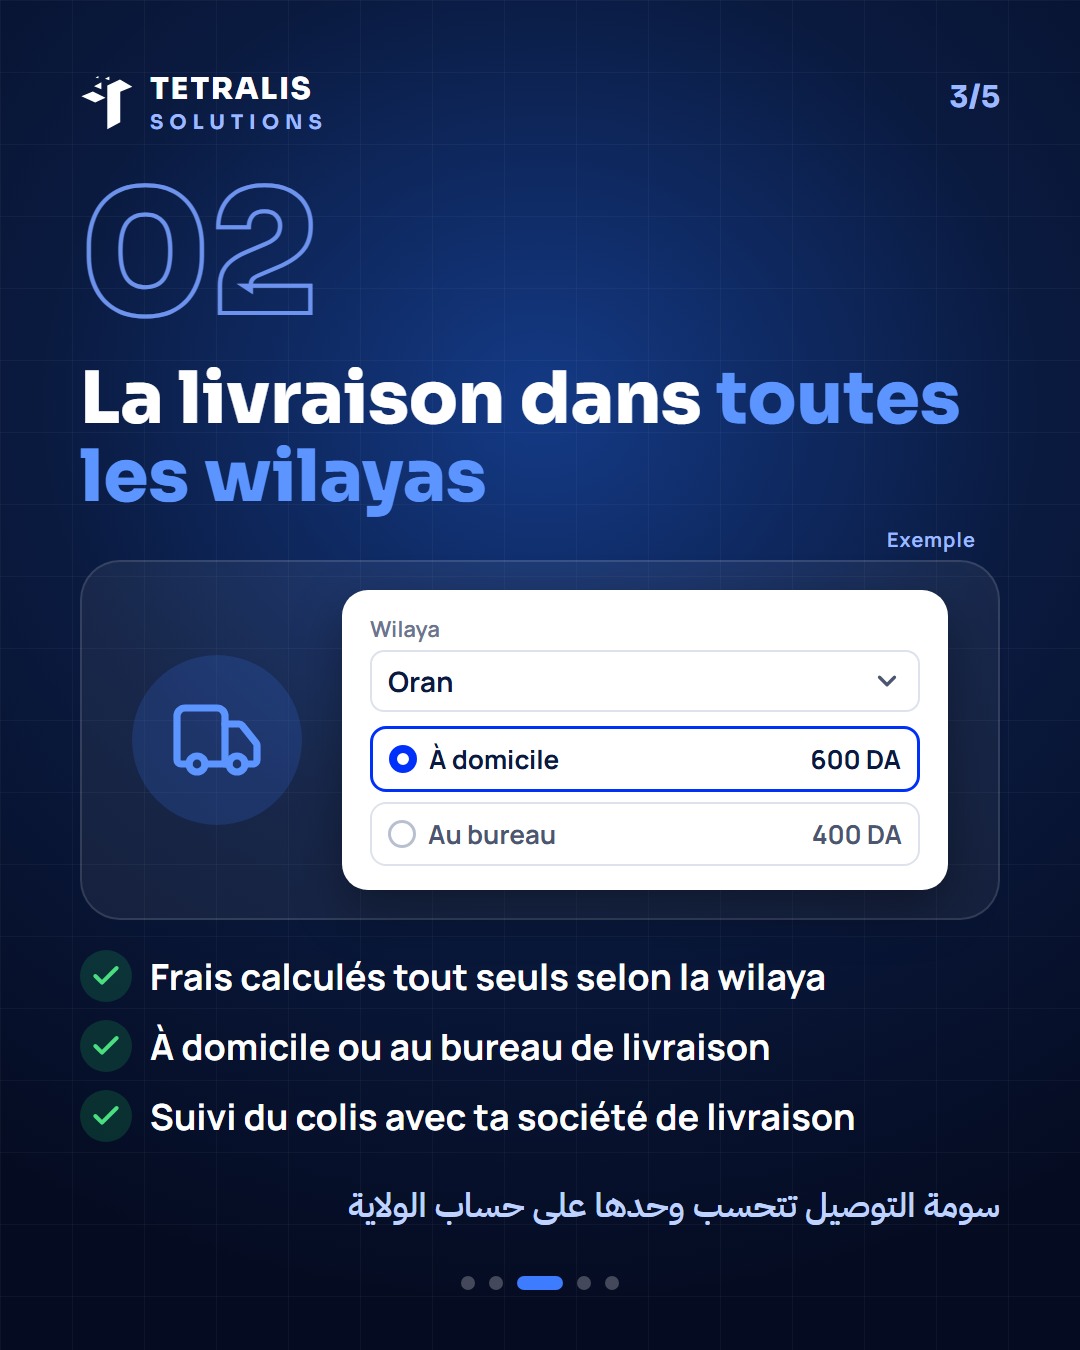 TETRALIS
SOLUTIONS
3/5
02
La livraison dans toutes
les wilayas
Exemple
Wilaya
Oran
À domicile 600 DA
Au bureau 400 DA
Frais calculés tout seuls selon la wilaya
À domicile ou au bureau de livraison
Suivi du colis avec ta société de livraison
سومة التوصيل تتحسب وحدها على حساب الولاية